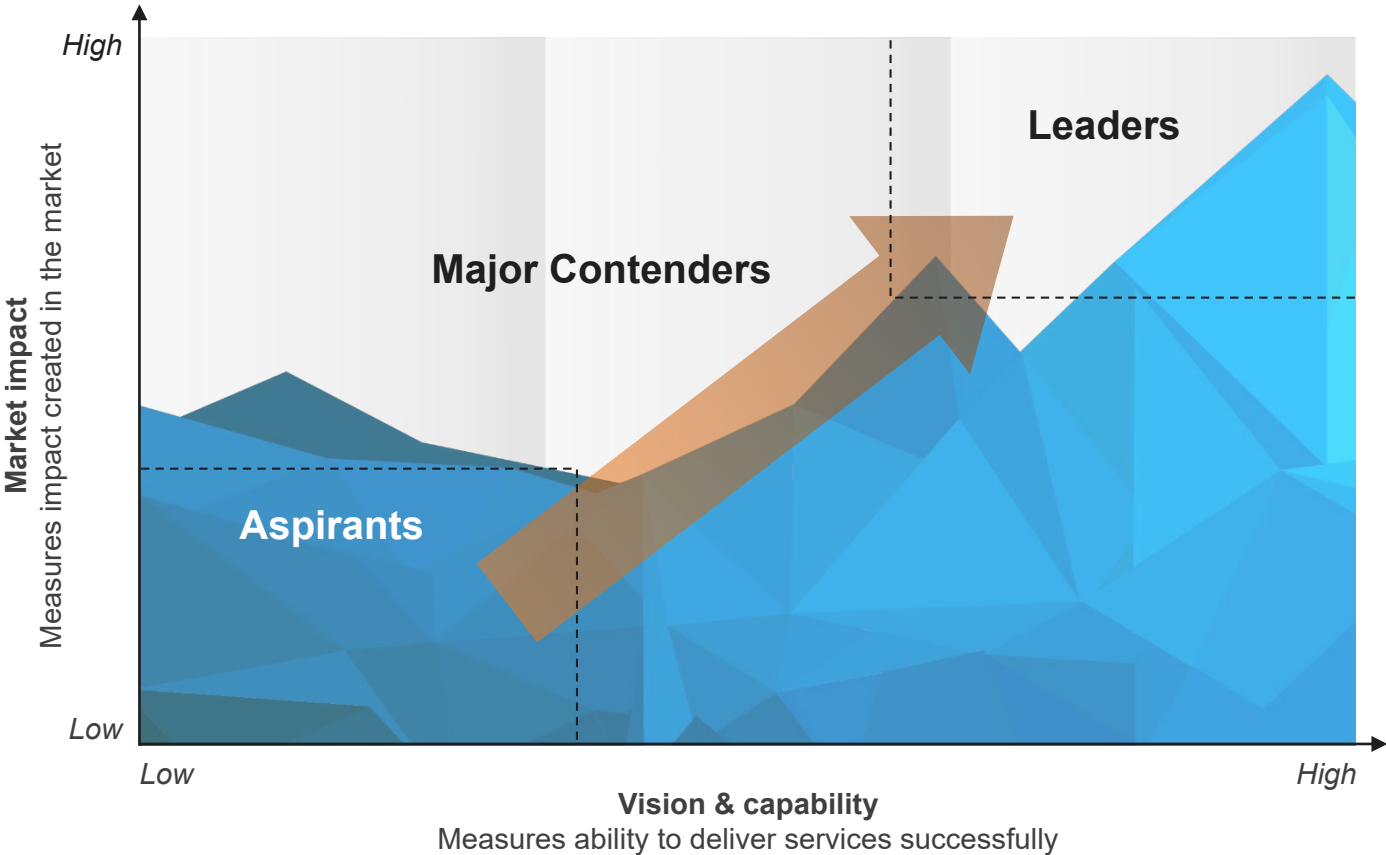 High
Market impact
Measures impact created in the market
Leaders
Major Contenders
Aspirants
Low
Low
High
Vision & capability
Measures ability to deliver services successfully